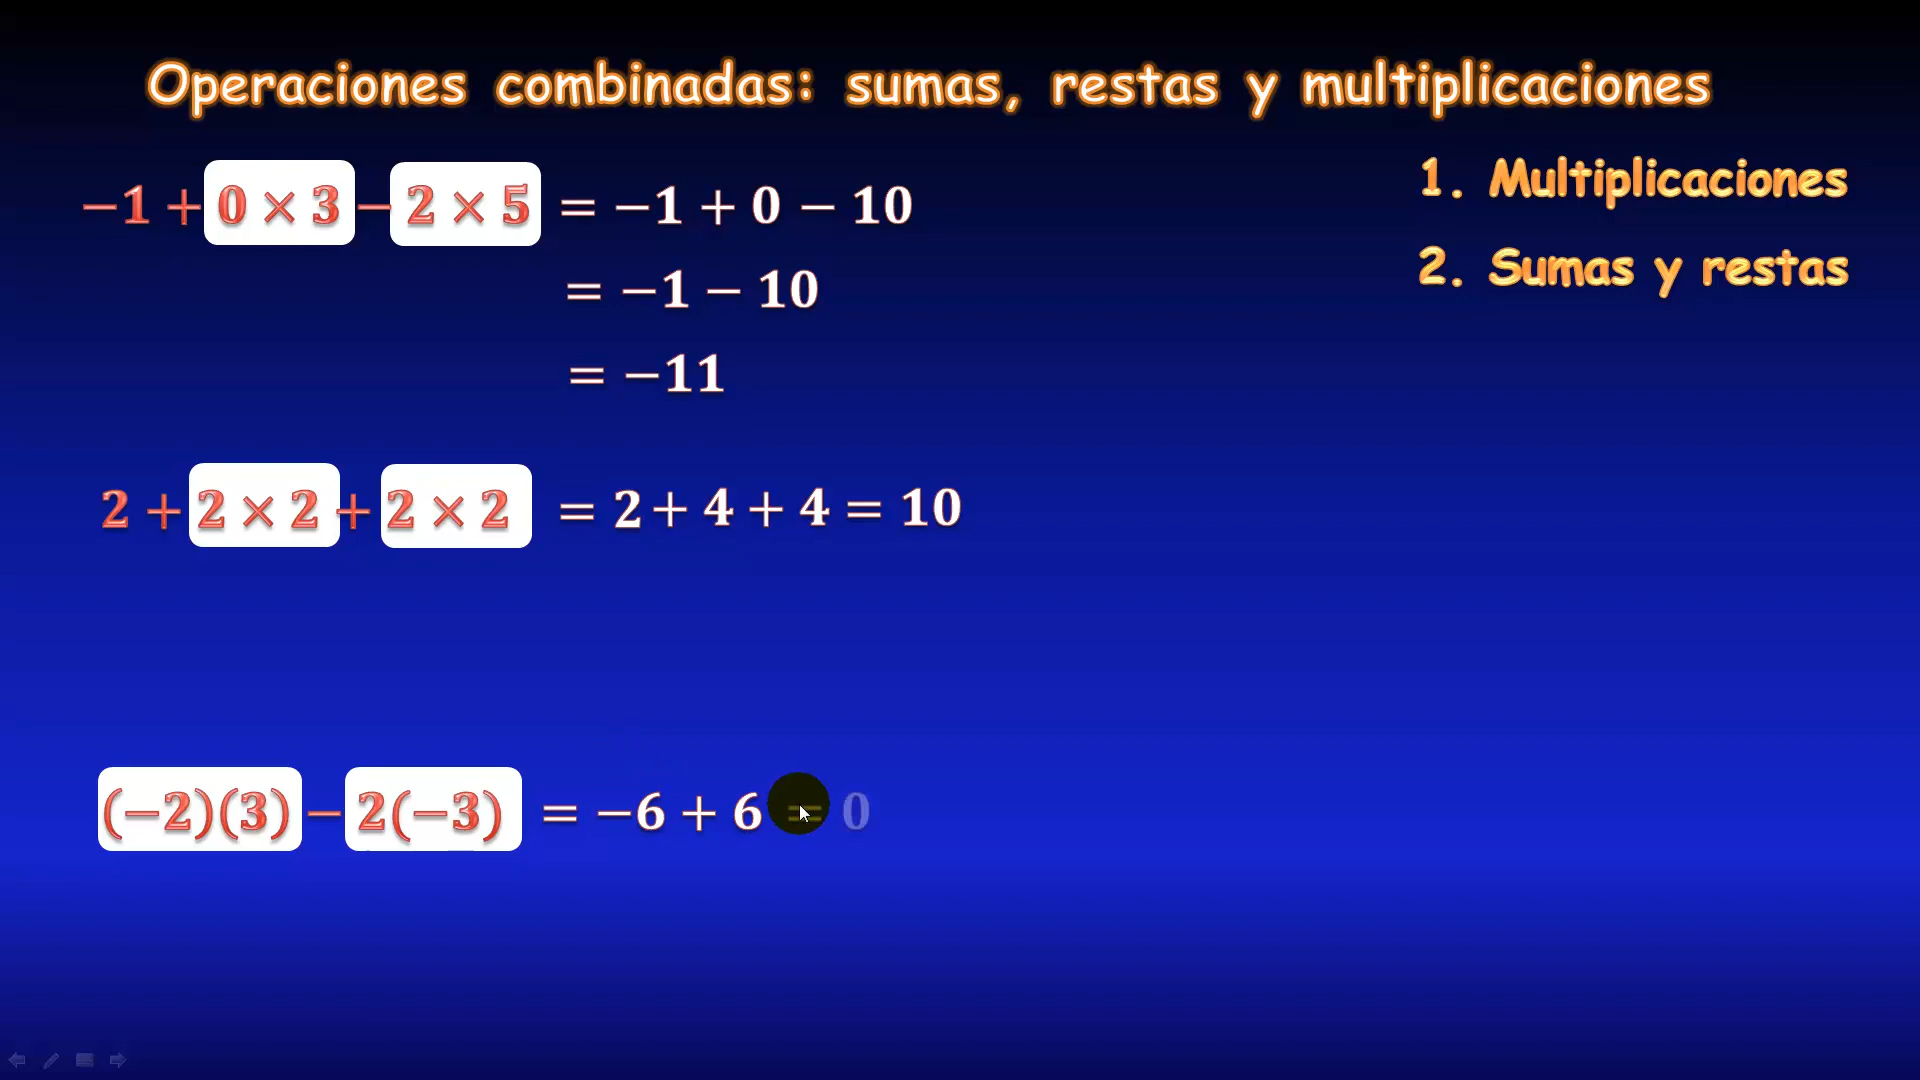 Operaciones combinadas: sumas, restas y multiplicaciones
1. Multiplicaciones
2. Sumas y restas
−1 + 0 × 3 − 2 × 5 = −1 + 0 − 10
= −1 − 10
= −11
2 + 2 × 2 + 2 × 2 = 2 + 4 + 4 = 10
(−2)(3) − 2(−3) = −6 + 6 = 0